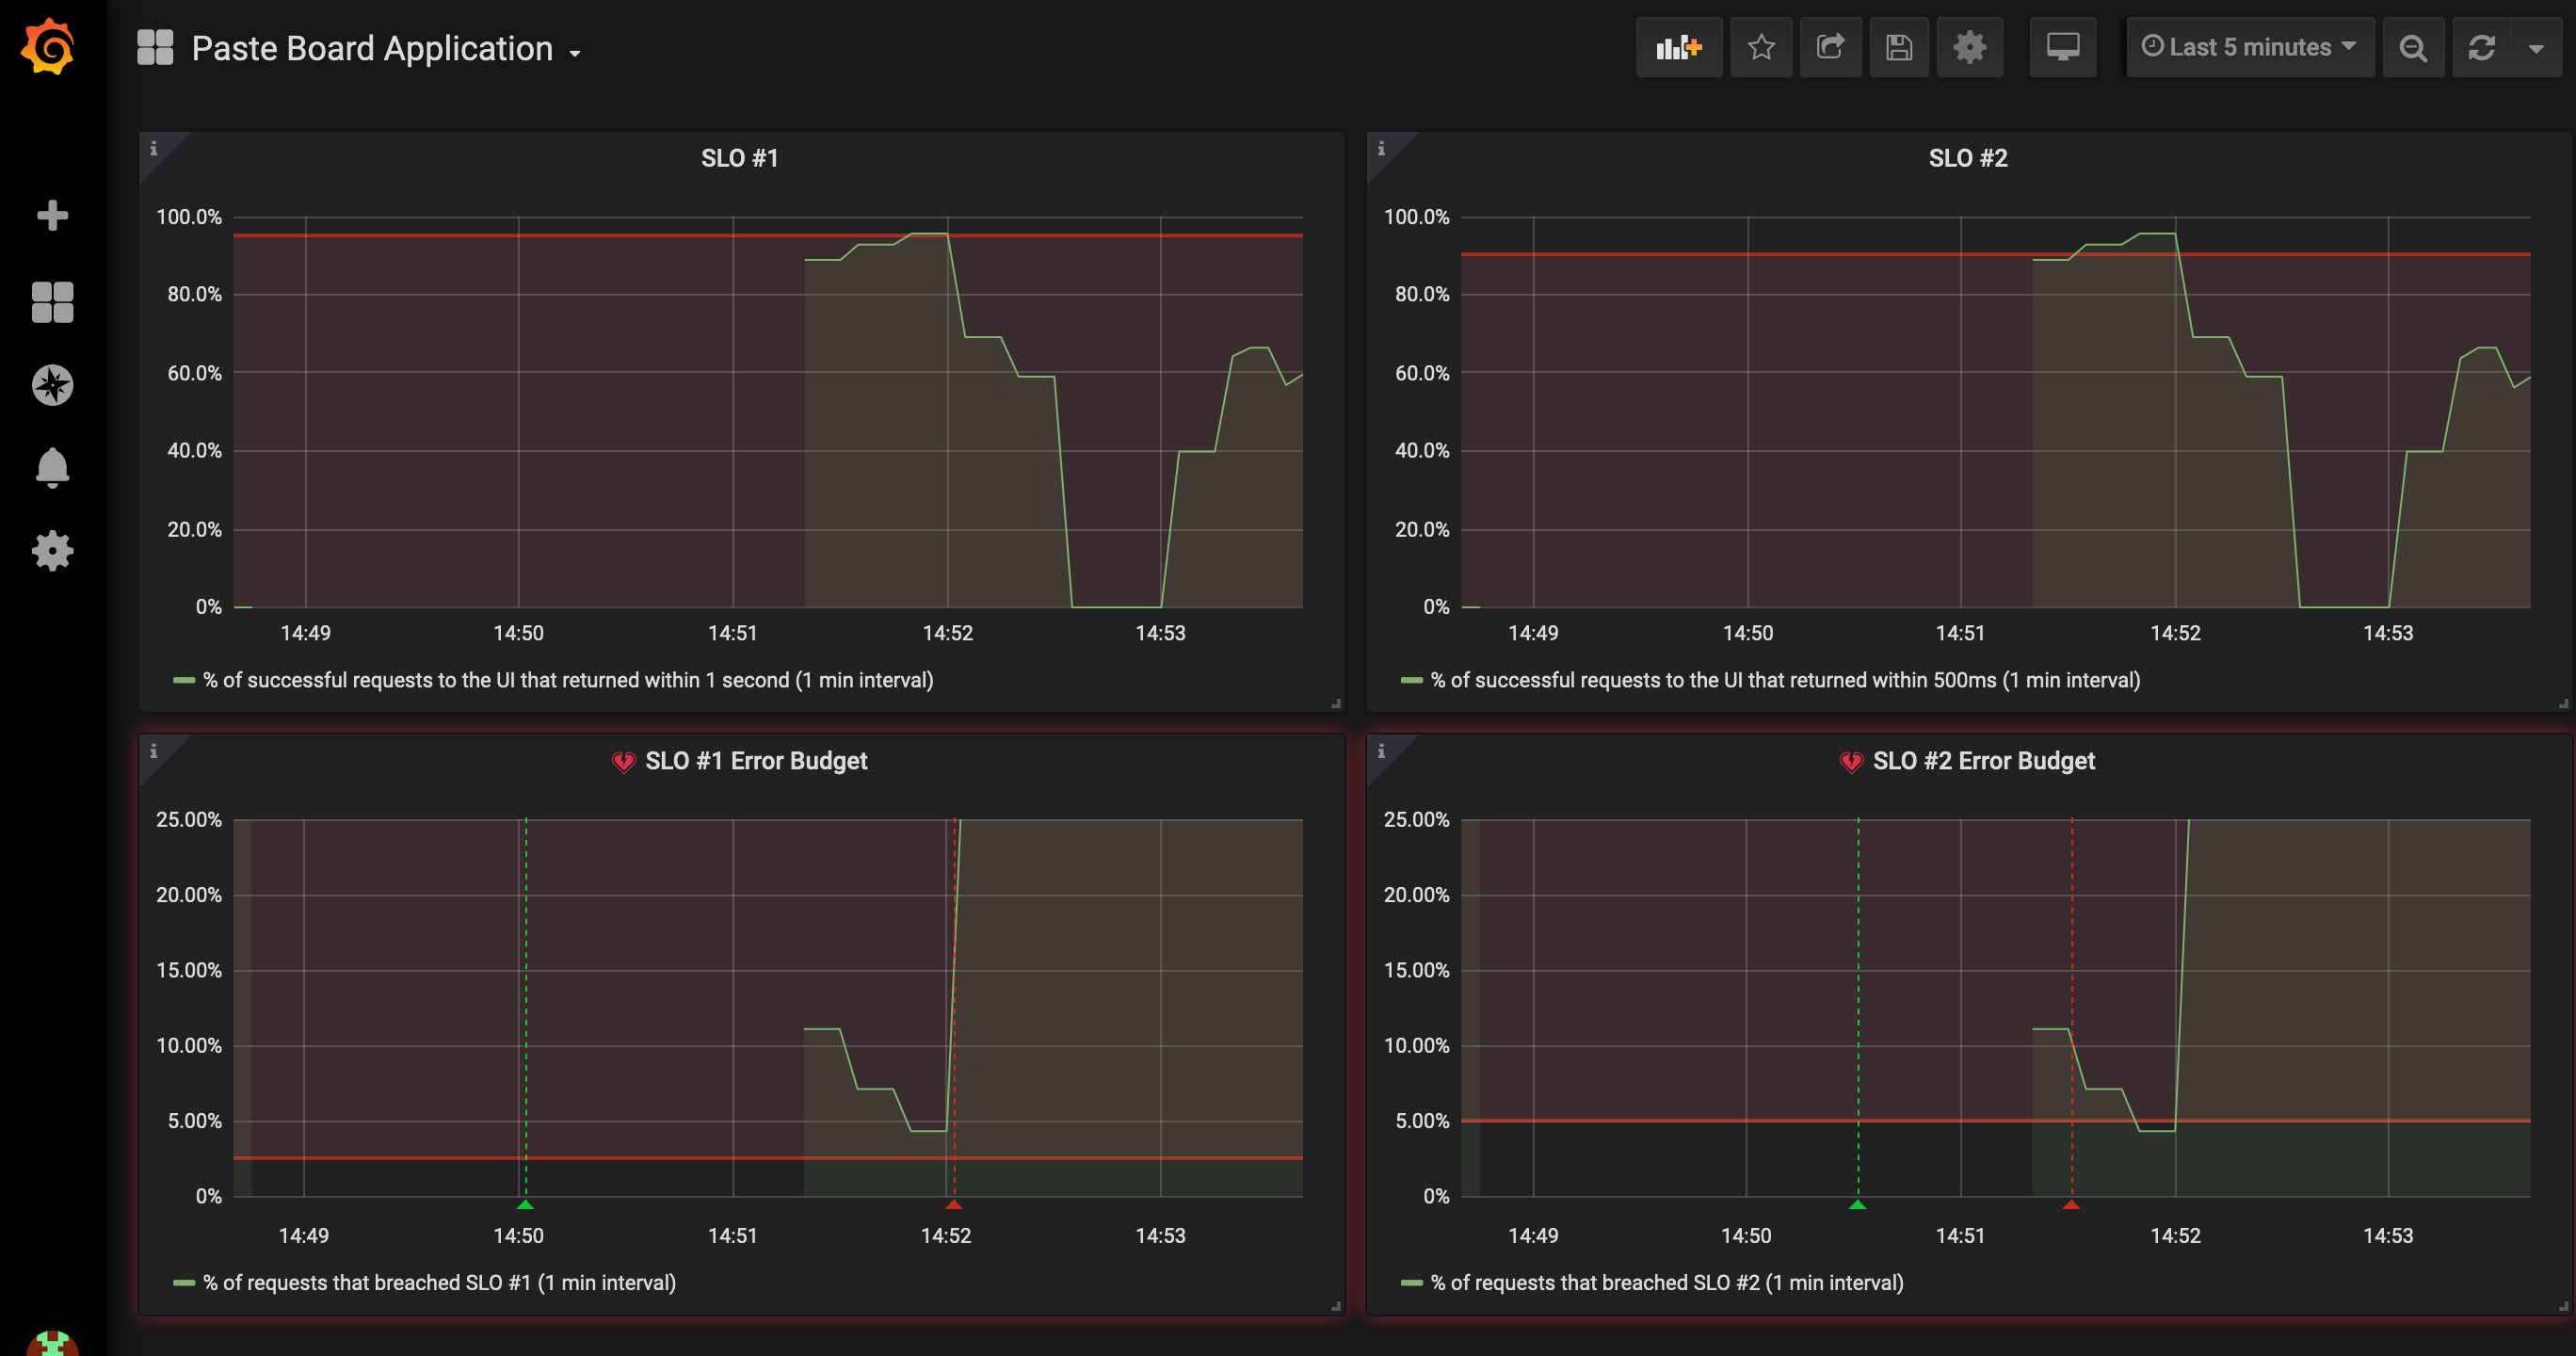 Paste Board Application
Last 5 minutes
SLO #1
100.0%
80.0%
60.0%
40.0%
20.0%
0%
14:49 14:50 14:51 14:52 14:53
% of successful requests to the UI that returned within 1 second (1 min interval)
SLO #2
100.0%
80.0%
60.0%
40.0%
20.0%
0%
14:49 14:50 14:51 14:52 14:53
% of successful requests to the UI that returned within 500ms (1 min interval)
SLO #1 Error Budget
25.00%
20.00%
15.00%
10.00%
5.00%
0%
14:49 14:50 14:51 14:52 14:53
% of requests that breached SLO #1 (1 min interval)
SLO #2 Error Budget
25.00%
20.00%
15.00%
10.00%
5.00%
0%
14:49 14:50 14:51 14:52 14:53
% of requests that breached SLO #2 (1 min interval)